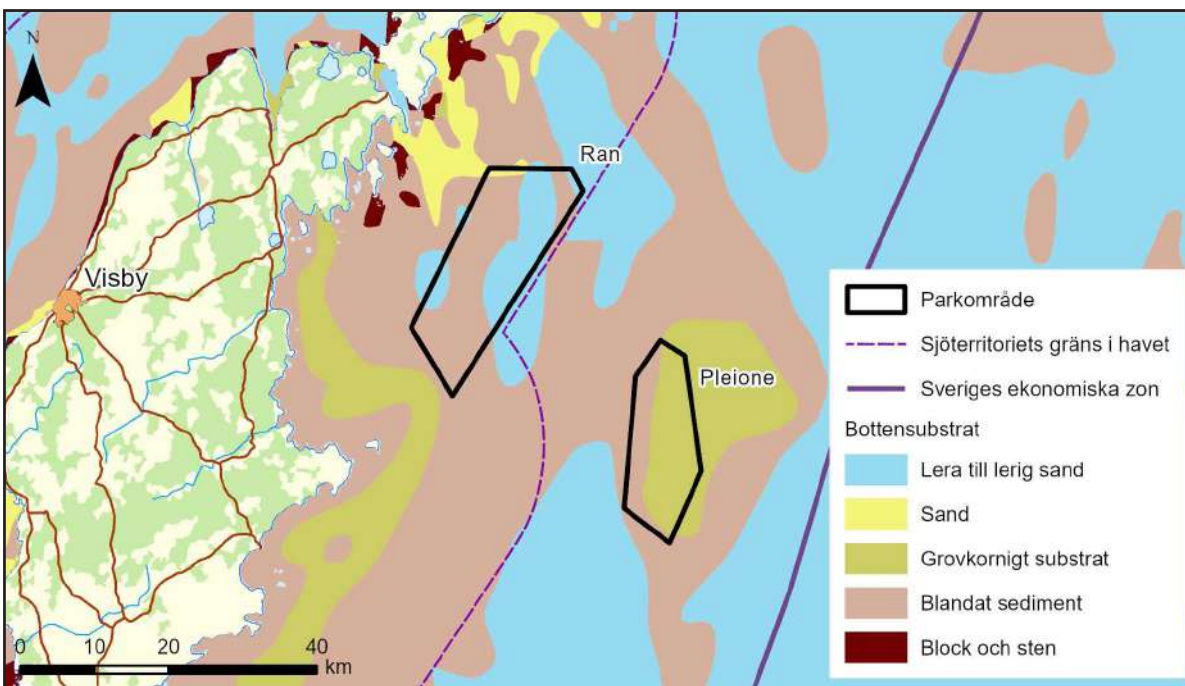 N
Ran
Visby
Pleione
Parkområde
Sjöterritoriets gräns i havet
Sveriges ekonomiska zon
Bottensubstrat
Lera till lerig sand
Sand
Grovkornigt substrat
Blandat sediment
Block och sten
0 10 20 40
km